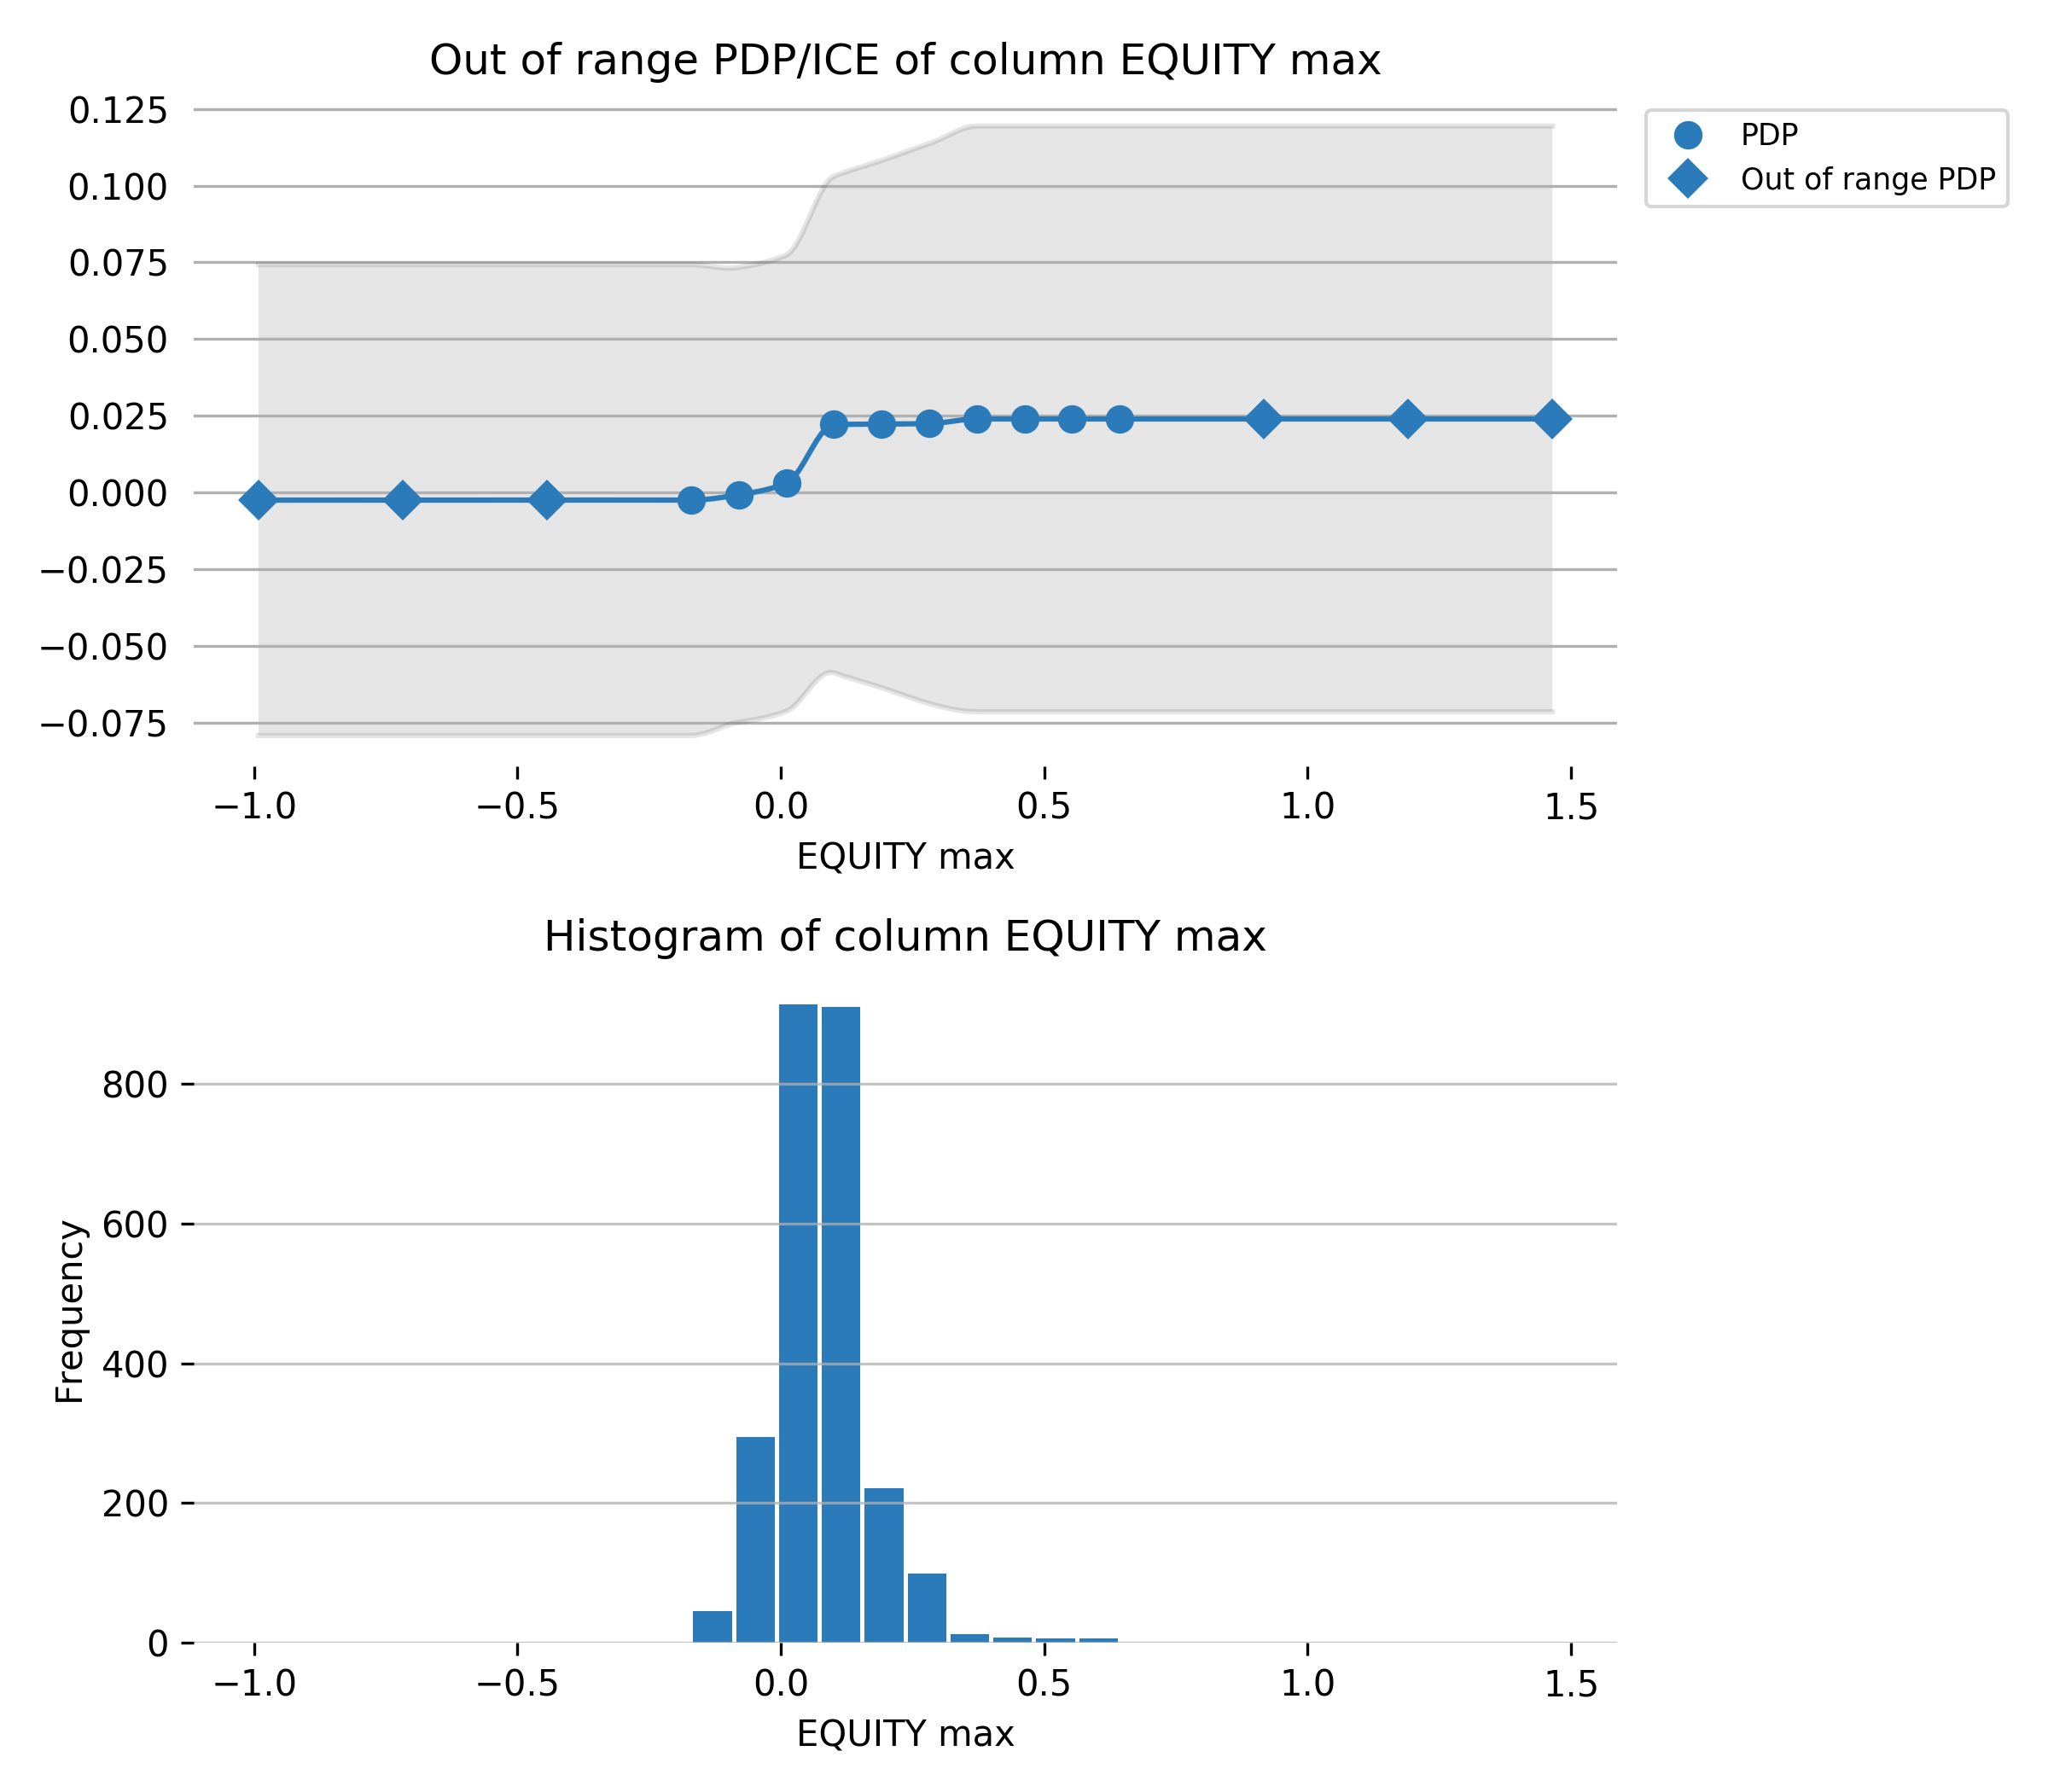 Out of range PDP/ICE of column EQUITY max
0.125
0.100
0.075
0.050
0.025
0.000
−0.025
−0.050
−0.075
PDP
Out of range PDP
−1.0 −0.5 0.0 0.5 1.0 1.5
EQUITY max
Histogram of column EQUITY max
Frequency
800
600
400
200
0
−1.0 −0.5 0.0 0.5 1.0 1.5
EQUITY max